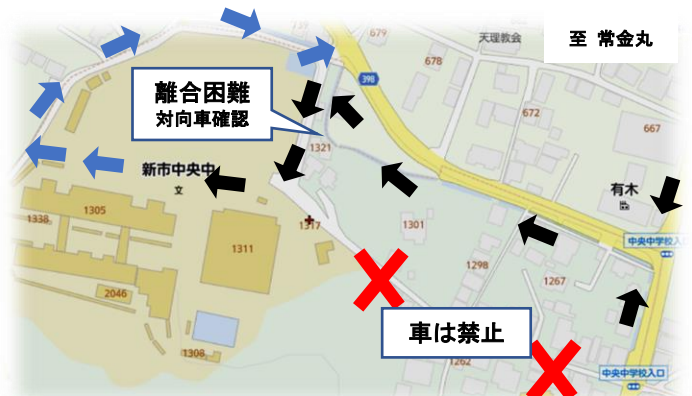 759
679
天理教会
至 常金丸
678
398
離合困難
対向車確認
672
667
1321
新市中央中
文
有木
1338
1305
1317
1301
中央中学校入口
1311
1298
1267
2046
車は禁止
1308
1262
中央中学校入口